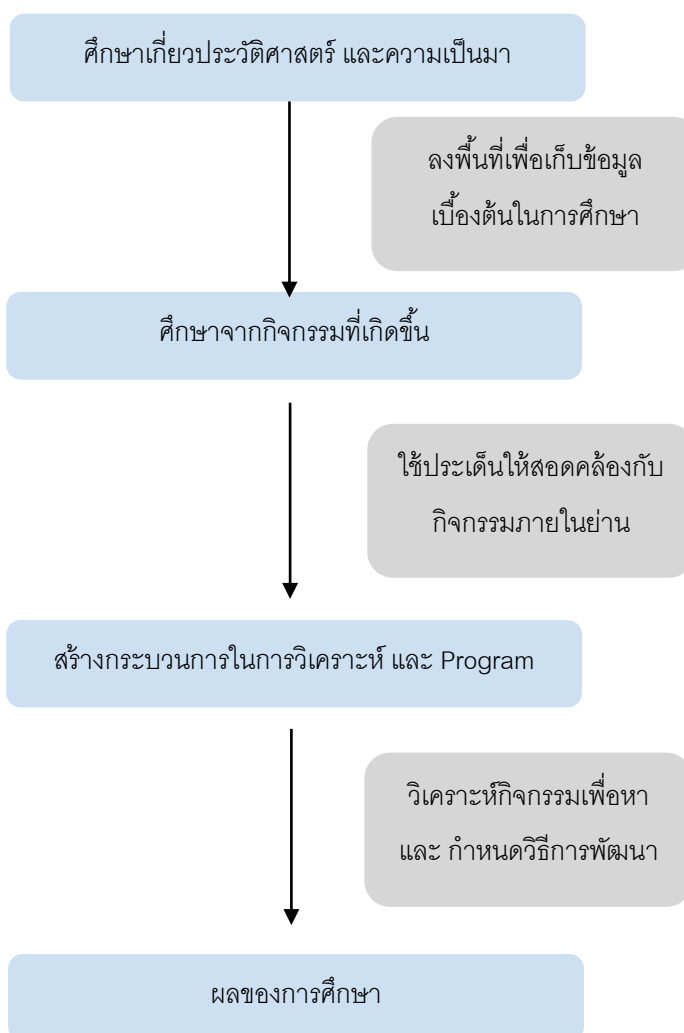 ศึกษาเกี่ยวประวัติศาสตร์ และความเป็นมา
ลงพื้นที่เพื่อเก็บข้อมูล
เบื้องต้นในการศึกษา
ศึกษาจากกิจกรรมที่เกิดขึ้น
ใช้ประเด็นให้สอดคล้องกับ
กิจกรรมภายในย่าน
สร้างกระบวนการในการวิเคราะห์ และ Program
วิเคราะห์กิจกรรมเพื่อหา
และ กำหนดวิธีการพัฒนา
ผลของการศึกษา